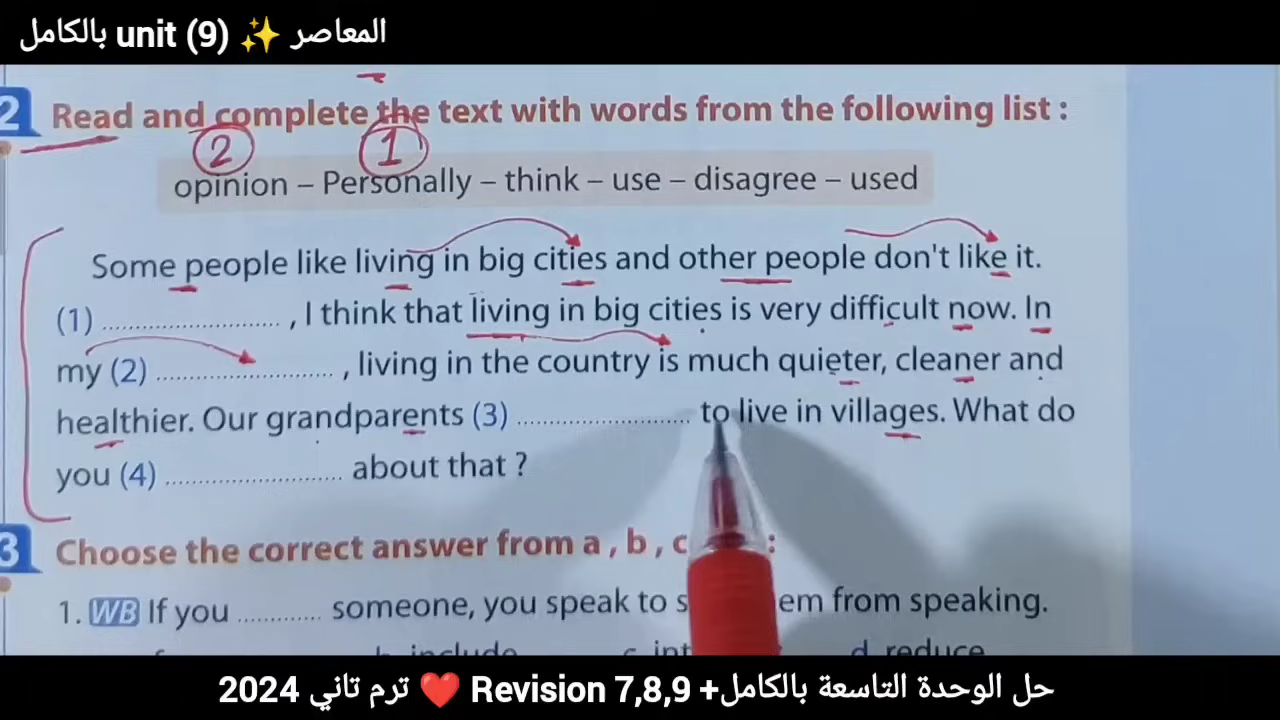 المعاصر ✨ unit (9) بالكامل
2 Read and complete the text with words from the following list :
2 1
opinion – Personally – think – use – disagree – used
Some people like living in big cities and other people don't like it.
(1) ............................ , I think that living in big cities is very difficult now. In
my (2) ............................ , living in the country is much quieter, cleaner and
healthier. Our grandparents (3) ............................ to live in villages. What do
you (4) ............................ about that ?
3 Choose the correct answer from a , b , c :
1. WB If you ............. someone, you speak to s em from speaking.
b. include c. int d. reduce
حل الوحدة التاسعة بالكامل+ Revision 7,8,9 ❤️ ترم تاني 2024